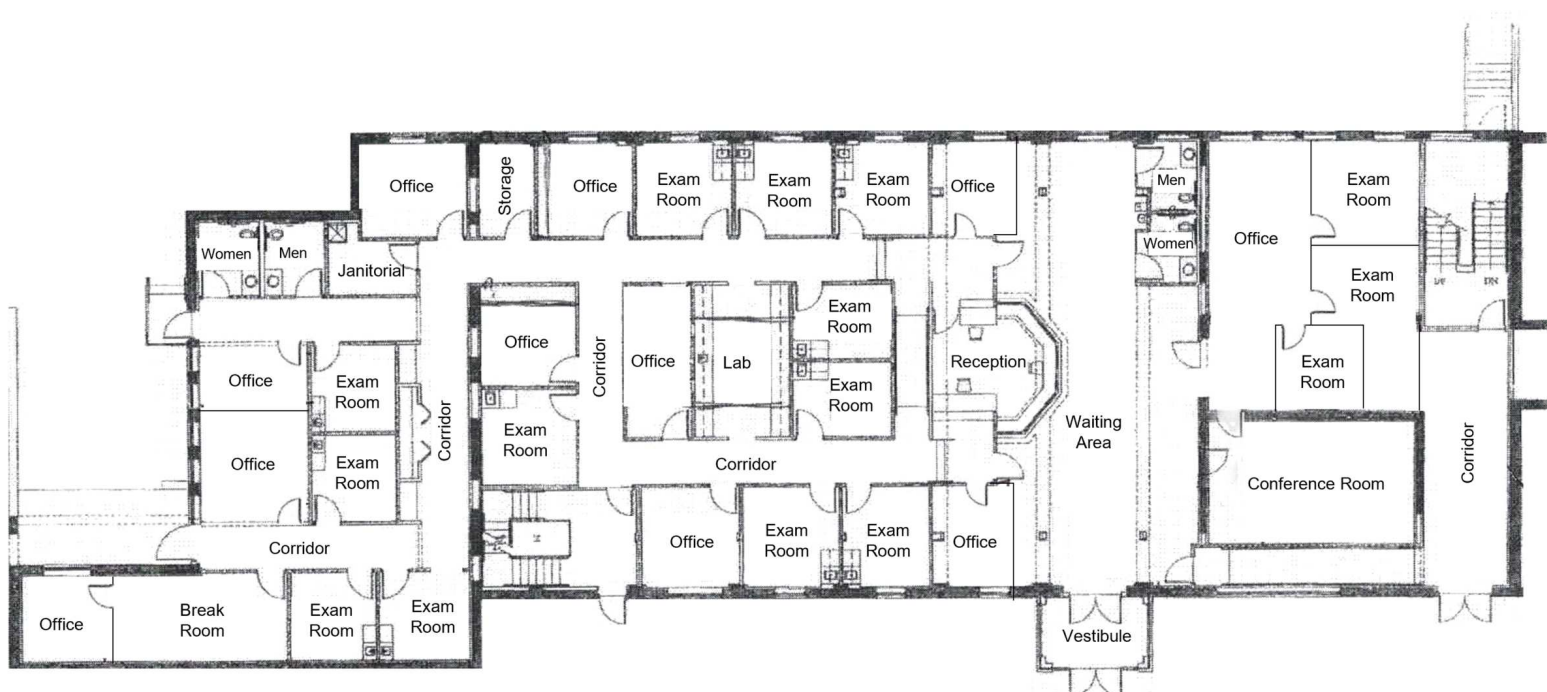 Office
Storage
Office
Exam
Room
Exam
Room
Exam
Room
Office
Men
Women
Office
Exam
Room
Exam
Room
Exam
Room
Women
Men
Janitorial
Office
Corridor
Office
Lab
Exam
Room
Exam
Room
Reception
Waiting
Area
Office
Exam
Room
Corridor
Exam
Room
Office
Exam
Room
Corridor
Conference Room
Corridor
Corridor
Office
Exam
Room
Exam
Room
Office
Office
Break
Room
Exam
Room
Exam
Room
Vestibule